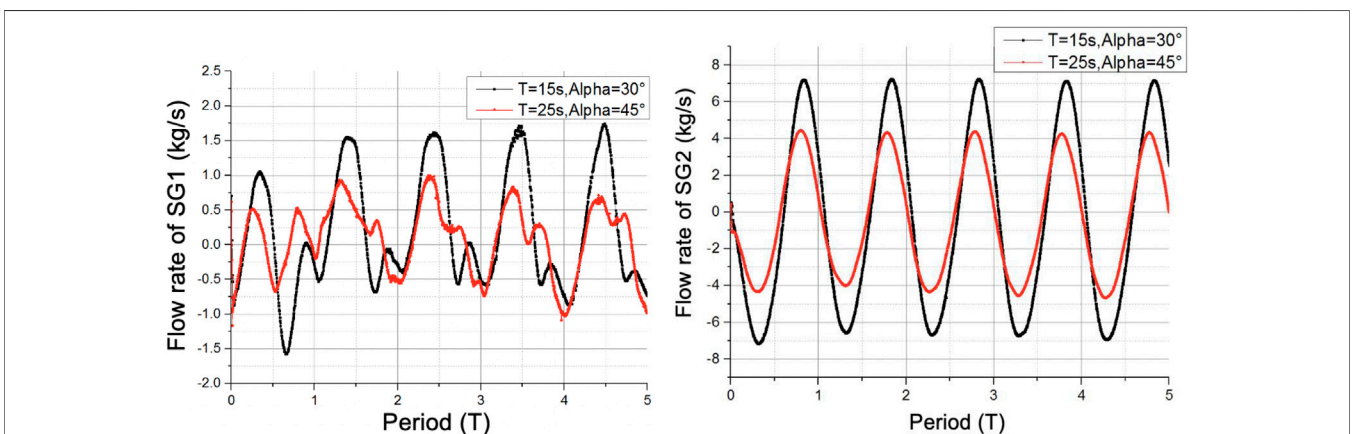 T=15s,Alpha=30°
T=25s,Alpha=45°
Flow rate of SG1 (kg/s)
2.5
2.0
1.5
1.0
0.5
0.0
-0.5
-1.0
-1.5
-2.0
0 1 2 3 4 5
Period (T)
T=15s,Alpha=30°
T=25s,Alpha=45°
Flow rate of SG2 (kg/s)
8
6
4
2
0
-2
-4
-6
-8
0 1 2 3 4 5
Period (T)